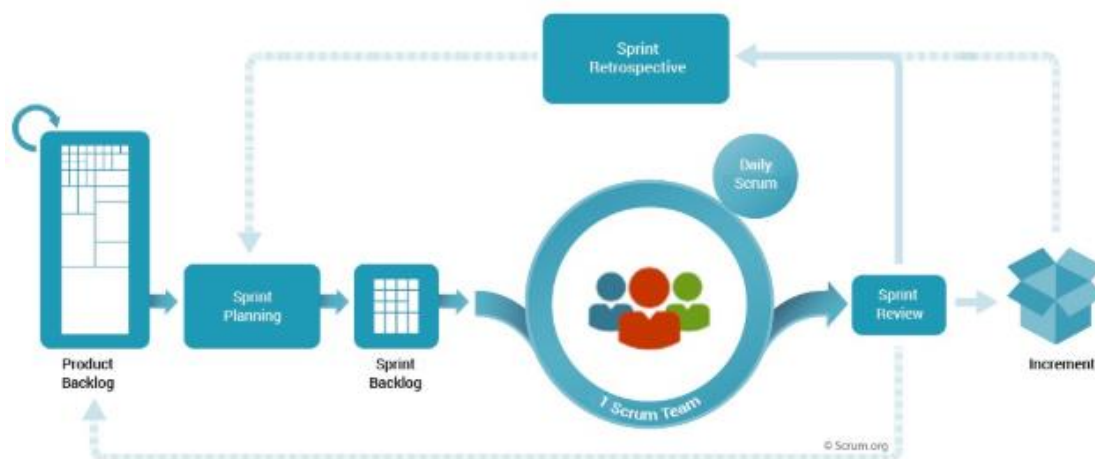 Sprint
Retrospective
Daily
Scrum
Sprint
Planning
Sprint
Review
Product
Backlog
Sprint
Backlog
1 Scrum Team
Increment
© Scrum.org